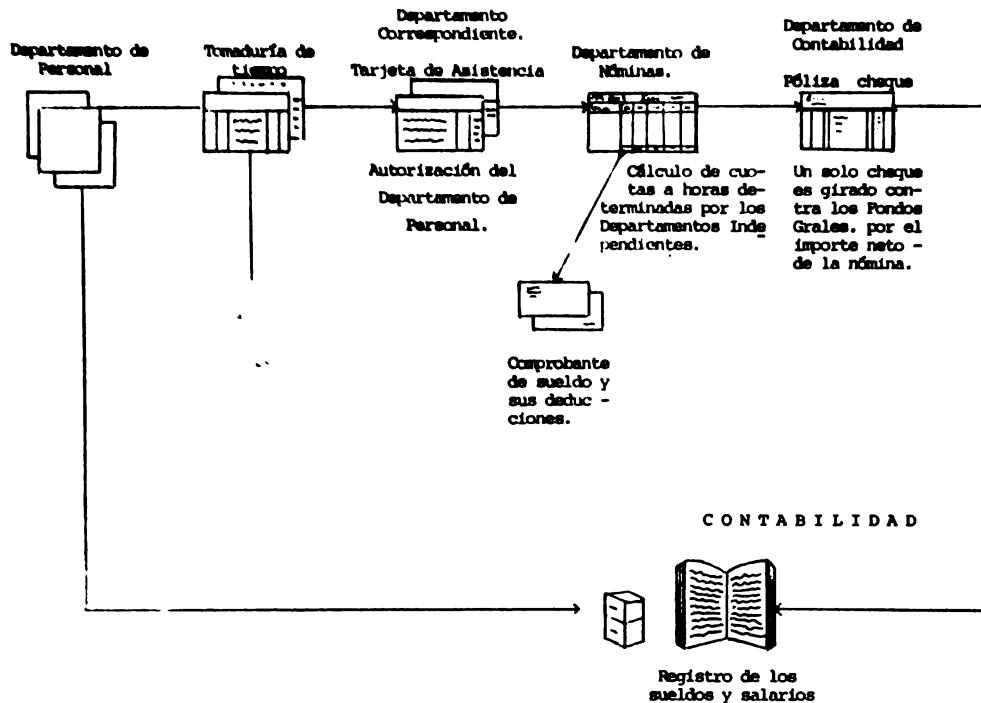 Departamento de
Personal
Tomaduría de
tiempo
Departamento
Correspondiente.
Tarjeta de Asistencia
Autorización del
Departamento de
Personal.
Departamento de
Nóminas.
Cálculo de cuo-
tas a horas de-
terminadas por los
Departamentos Inde
pendientes.
Departamento de
Contabilidad
Póliza cheque
Un solo cheque
es girado con-
tra los Fondos
Grales. por el
importe neto -
de la nómina.
Comprobante
de sueldo y
sus deduc -
ciones.
C O N T A B I L I D A D
Registro de los
sueldos y salarios